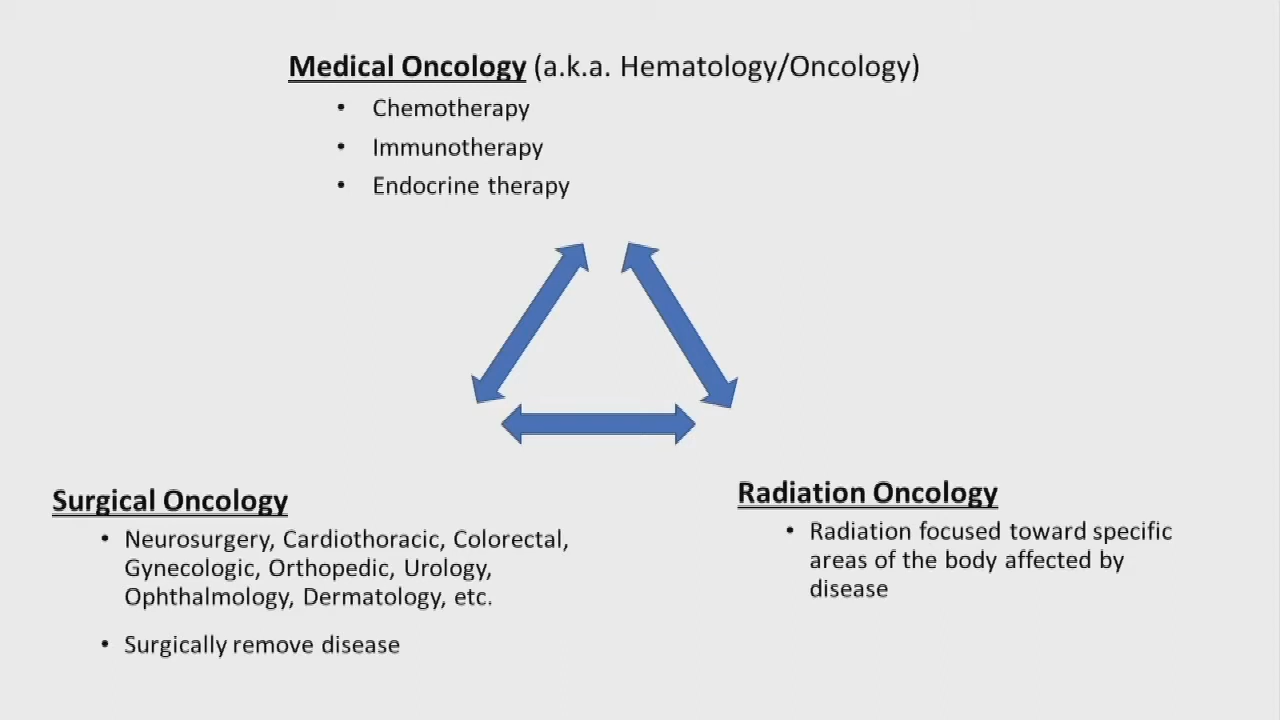 Medical Oncology (a.k.a. Hematology/Oncology)
• Chemotherapy
• Immunotherapy
• Endocrine therapy
Surgical Oncology
• Neurosurgery, Cardiothoracic, Colorectal,
Gynecologic, Orthopedic, Urology,
Ophthalmology, Dermatology, etc.
• Surgically remove disease
Radiation Oncology
• Radiation focused toward specific
areas of the body affected by
disease